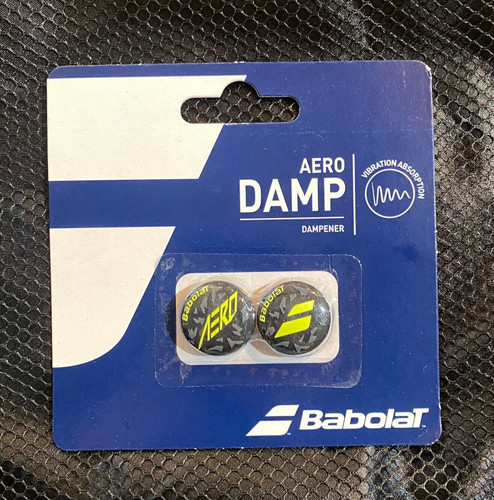 AERO
DAMP
DAMPENER
VIBRATION ABSORPTION
Babolat
AERO
Babolat
Babolat